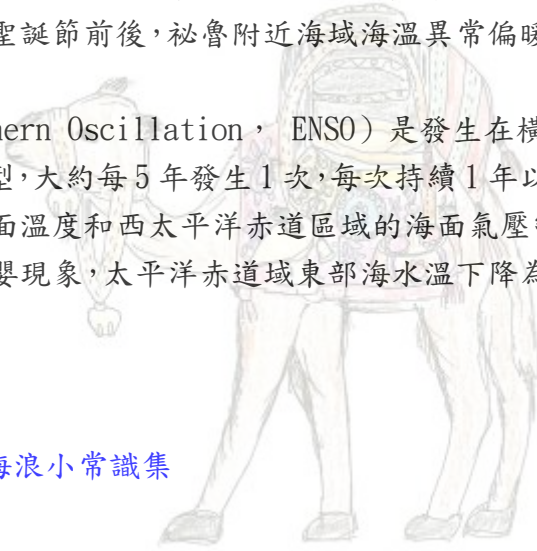 聖誕節前後，祕魯附近海域海溫異常偏暖
hern Oscillation， ENSO）是發生在橫
型，大約每5年發生1次，每次持續1年以
面溫度和西太平洋赤道區域的海面氣壓
嬰現象，太平洋赤道域東部海水溫下降為
海浪小常識集